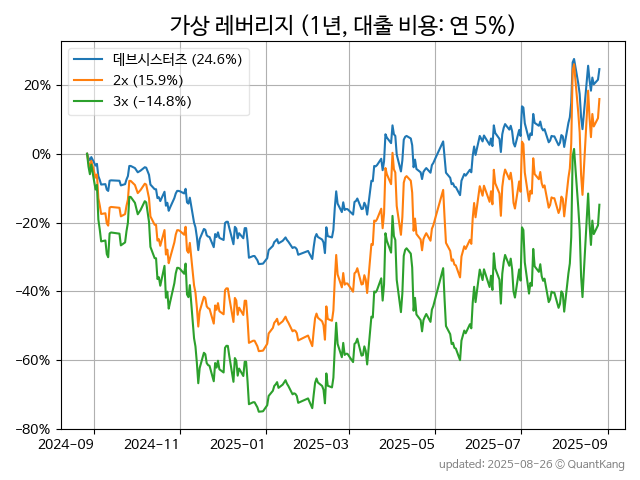 가상 레버리지 (1년, 대출 비용: 연 5%)
데브시스터즈 (24.6%)
2x (15.9%)
3x (−14.8%)
20%
0%
−20%
−40%
−60%
−80%
2024-09 2024-11 2025-01 2025-03 2025-05 2025-07 2025-09
updated: 2025-08-26 © QuantKang